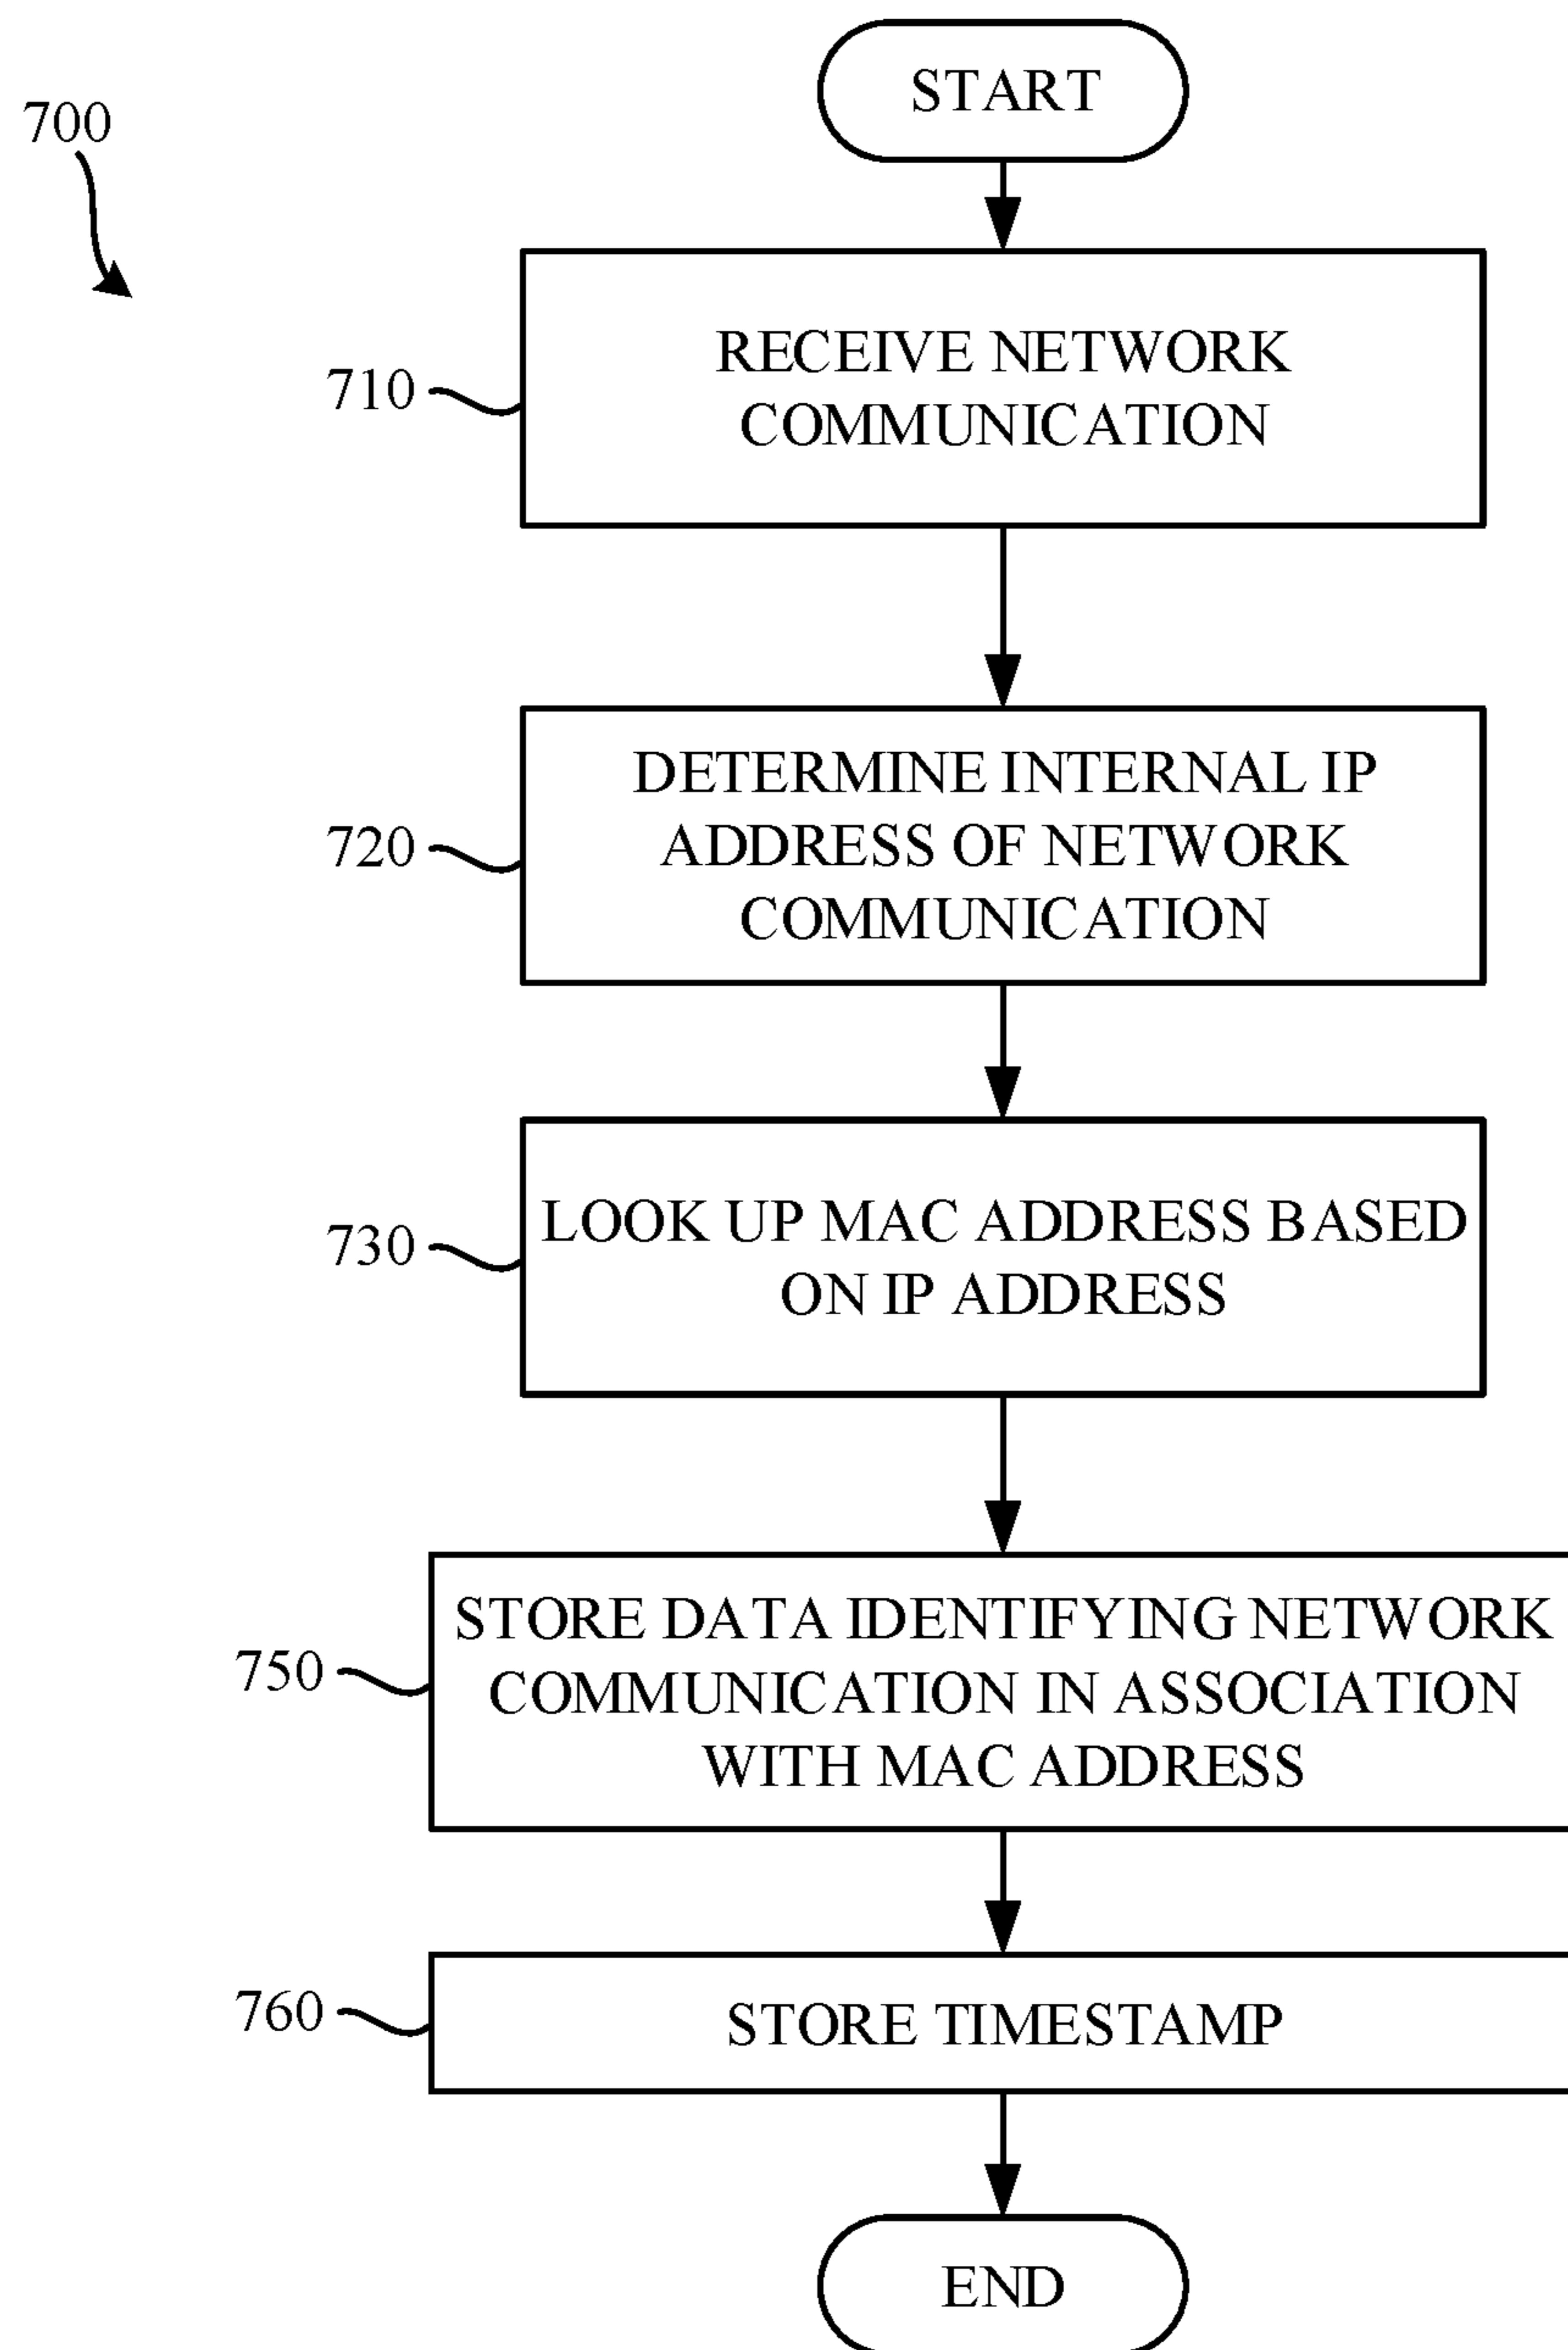 START
700
RECEIVE NETWORK
COMMUNICATION
710
DETERMINE INTERNAL IP
ADDRESS OF NETWORK
COMMUNICATION
720
LOOK UP MAC ADDRESS BASED
ON IP ADDRESS
730
STORE DATA IDENTIFYING NETWORK
COMMUNICATION IN ASSOCIATION
WITH MAC ADDRESS
750
STORE TIMESTAMP
760
END